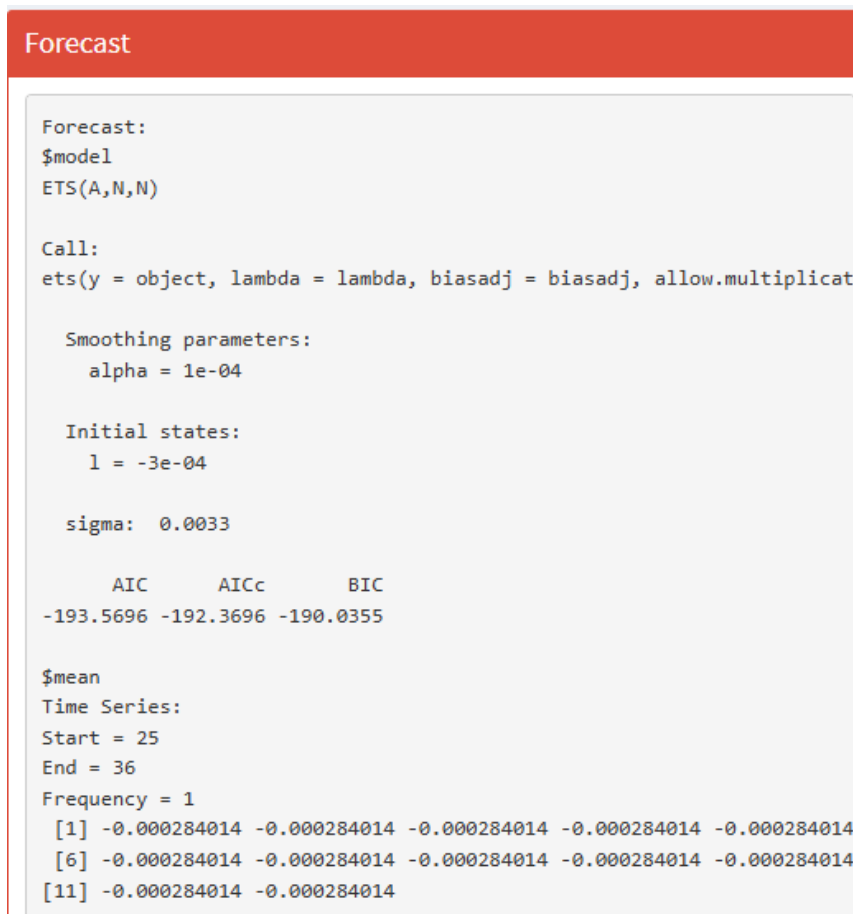 Forecast
Forecast:
$model
ETS(A,N,N)
Call:
ets(y = object, lambda = lambda, biasadj = biasadj, allow.multiplicat
Smoothing parameters:
alpha = 1e-04
Initial states:
l = -3e-04
sigma:  0.0033
AIC      AICc       BIC
-193.5696 -192.3696 -190.0355
$mean
Time Series:
Start = 25
End = 36
Frequency = 1
[1] -0.000284014 -0.000284014 -0.000284014 -0.000284014 -0.000284014
[6] -0.000284014 -0.000284014 -0.000284014 -0.000284014 -0.000284014
[11] -0.000284014 -0.000284014